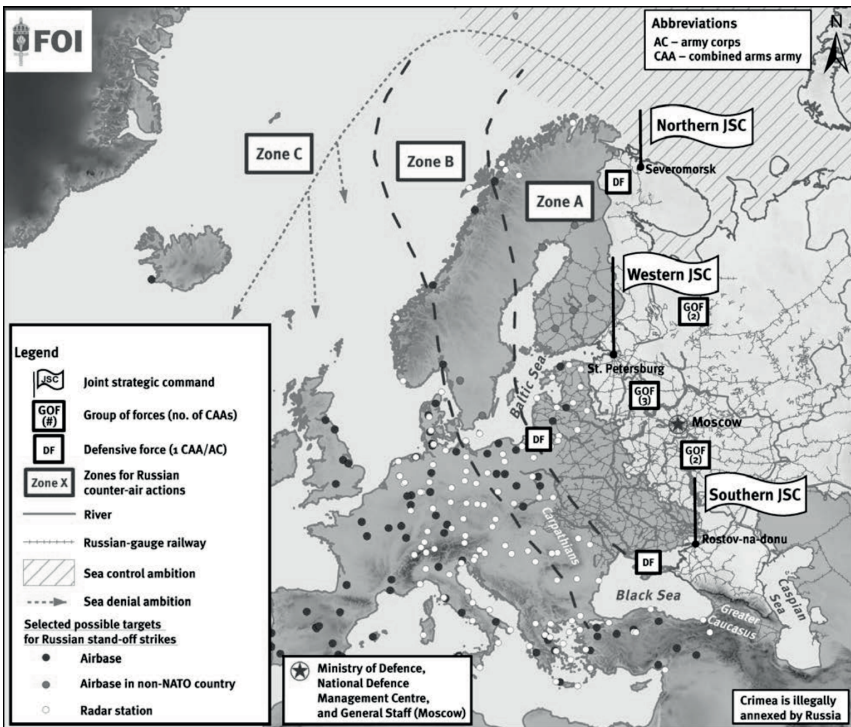 FOI
Abbreviations
AC – army corps
CAA – combined arms army
N
Zone C
Zone B
Zone A
Northern JSC
DF
Severomorsk
Western JSC
GOF
(2)
St. Petersburg
Baltic Sea
GOF
(3)
Moscow
DF
GOF
(2)
Southern JSC
Carpathians
Rostov-na-donu
DF
Black Sea
Caspian
Sea
Greater
Caucasus
Legend
JSC
Joint strategic command
GOF
(#)
Group of forces (no. of CAAs)
DF
Defensive force (1 CAA/AC)
Zone X
Zones for Russian
counter-air actions
River
Russian-gauge railway
Sea control ambition
Sea denial ambition
Selected possible targets
for Russian stand-off strikes
Airbase
Airbase in non-NATO country
Radar station
Ministry of Defence,
National Defence
Management Centre,
and General Staff (Moscow)
Crimea is illegally
annexed by Russia